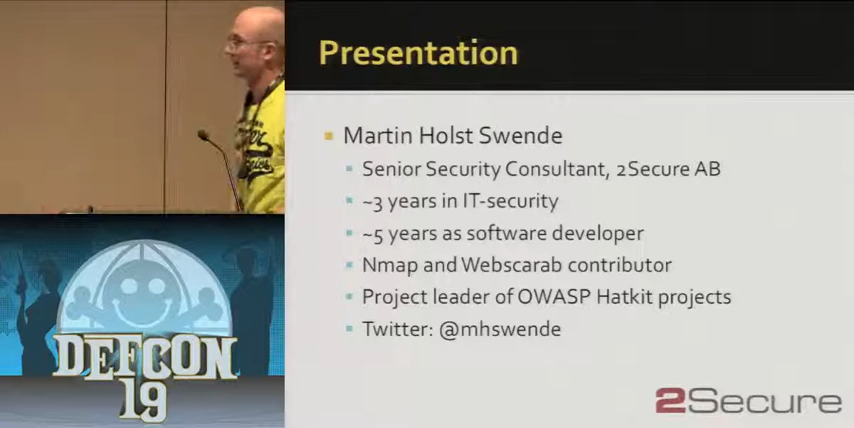 Presentation
Martin Holst Swende
Senior Security Consultant, 2Secure AB
~3 years in IT-security
~5 years as software developer
Nmap and Webscarab contributor
Project leader of OWASP Hatkit projects
Twitter: @mhswende
2Secure
DEFCON
19